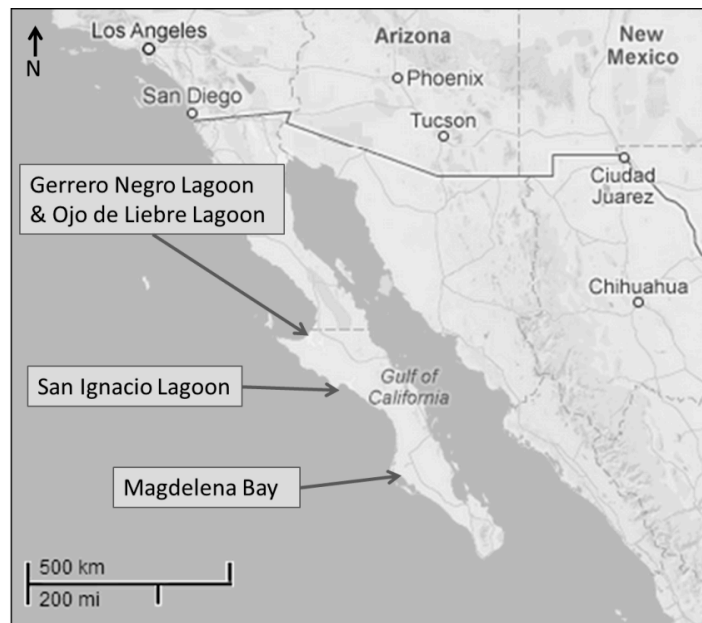 Los Angeles
Arizona
New
Mexico
N
Phoenix
San Diego
Tucson
Ciudad
Juarez
Gerrero Negro Lagoon
& Ojo de Liebre Lagoon
Chihuahua
San Ignacio Lagoon
Gulf of
California
Magdelena Bay
500 km
200 mi